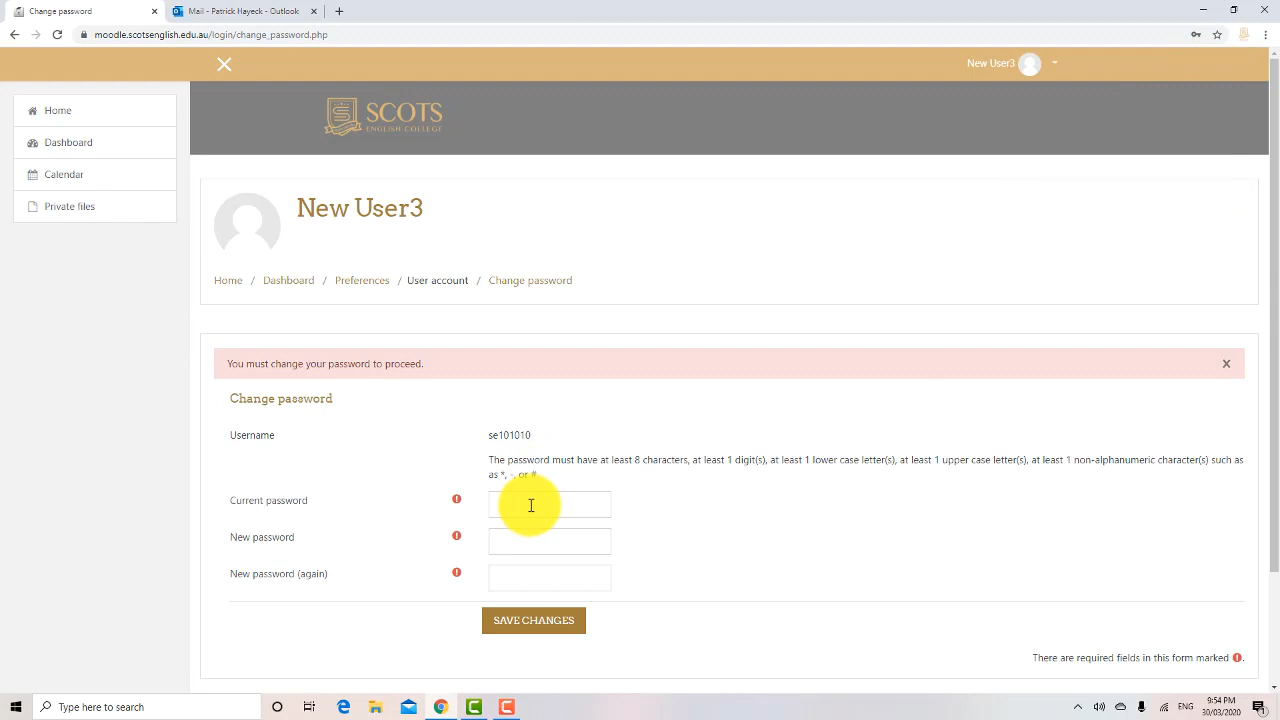 Change password
Mail - Patrick Hayek - Outlook
moodle.scotsenglish.edu.au/login/change_password.php
New User3
Home
Dashboard
Calendar
Private files
SCOTS
ENGLISH COLLEGE
New User3
Home / Dashboard / Preferences / User account / Change password
You must change your password to proceed.
Change password
Username se101010
The password must have at least 8 characters, at least 1 digit(s), at least 1 lower case letter(s), at least 1 upper case letter(s), at least 1 non-alphanumeric character(s) such as
as *, -, or #
Current password
New password
New password (again)
SAVE CHANGES
There are required fields in this form marked .
Type here to search
ENG
9:54 PM
30/03/2020